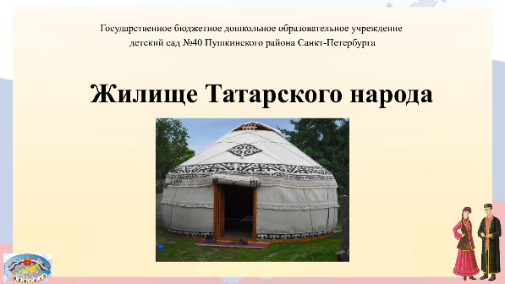 Государственное бюджетное дошкольное образовательное учреждение
детский сад №40 Пушкинского района Санкт-Петербурга
Жилище Татарского народа